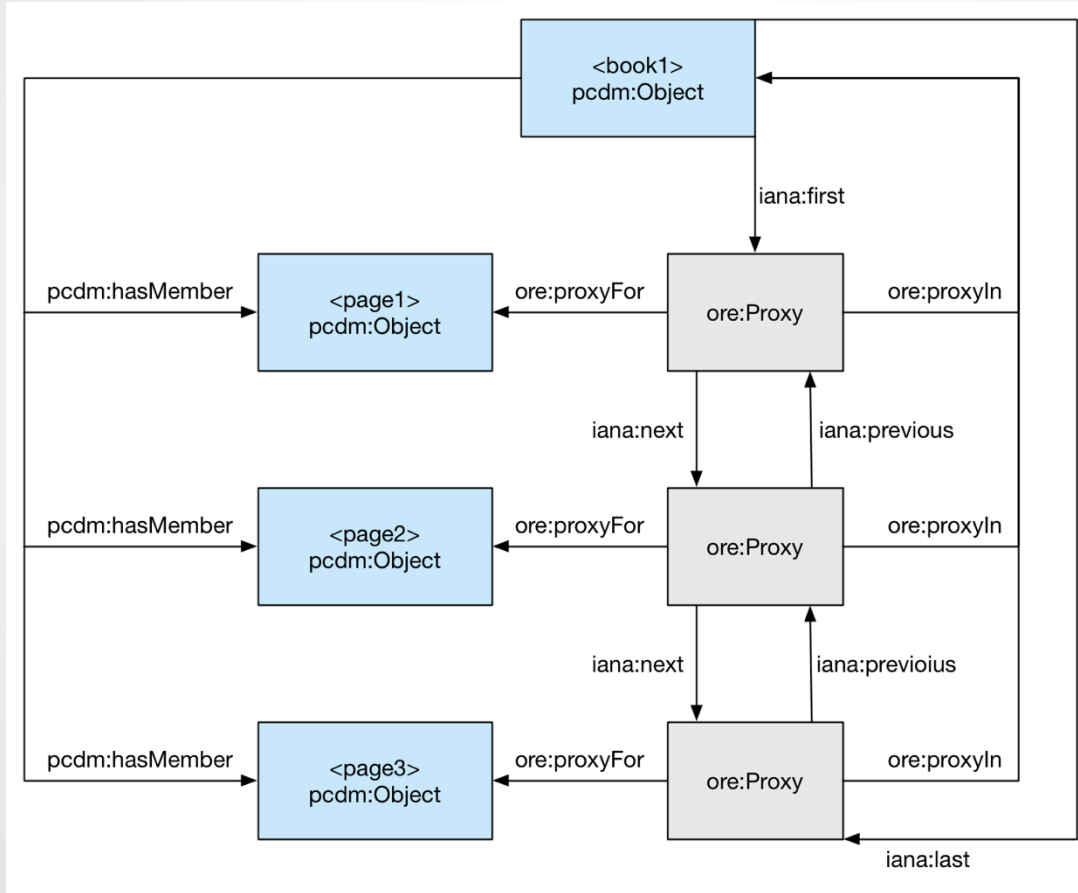 <book1>
pcdm:Object
iana:first
pcdm:hasMember
<page1>
pcdm:Object
ore:proxyFor
ore:Proxy
ore:proxyIn
iana:next
iana:previous
pcdm:hasMember
<page2>
pcdm:Object
ore:proxyFor
ore:Proxy
ore:proxyIn
iana:next
iana:previoius
pcdm:hasMember
<page3>
pcdm:Object
ore:proxyFor
ore:Proxy
ore:proxyIn
iana:last